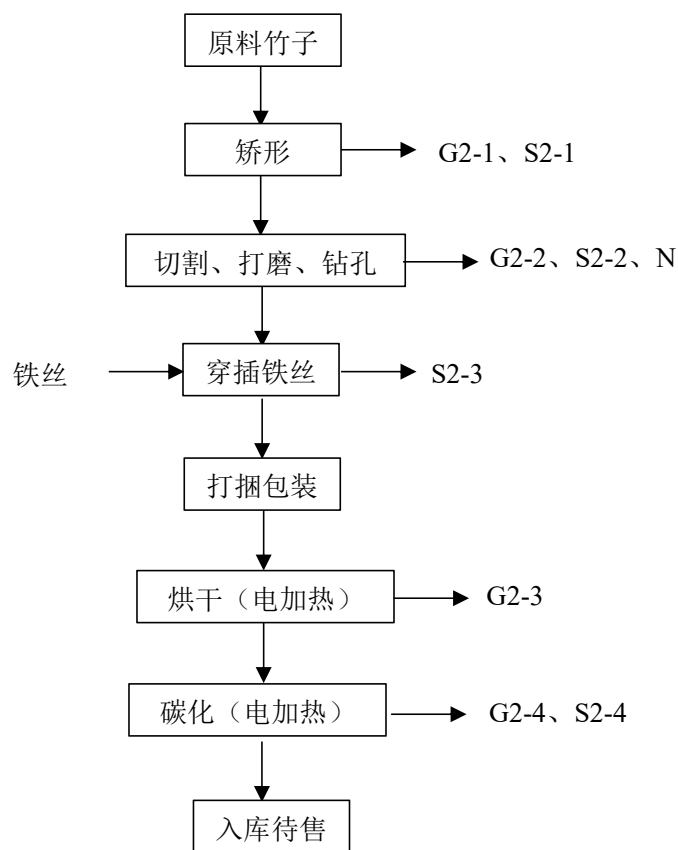 原料竹子
矫形
G2-1、S2-1
切割、打磨、钻孔
G2-2、S2-2、N
铁丝
穿插铁丝
S2-3
打捆包装
烘干（电加热）
G2-3
碳化（电加热）
G2-4、S2-4
入库待售